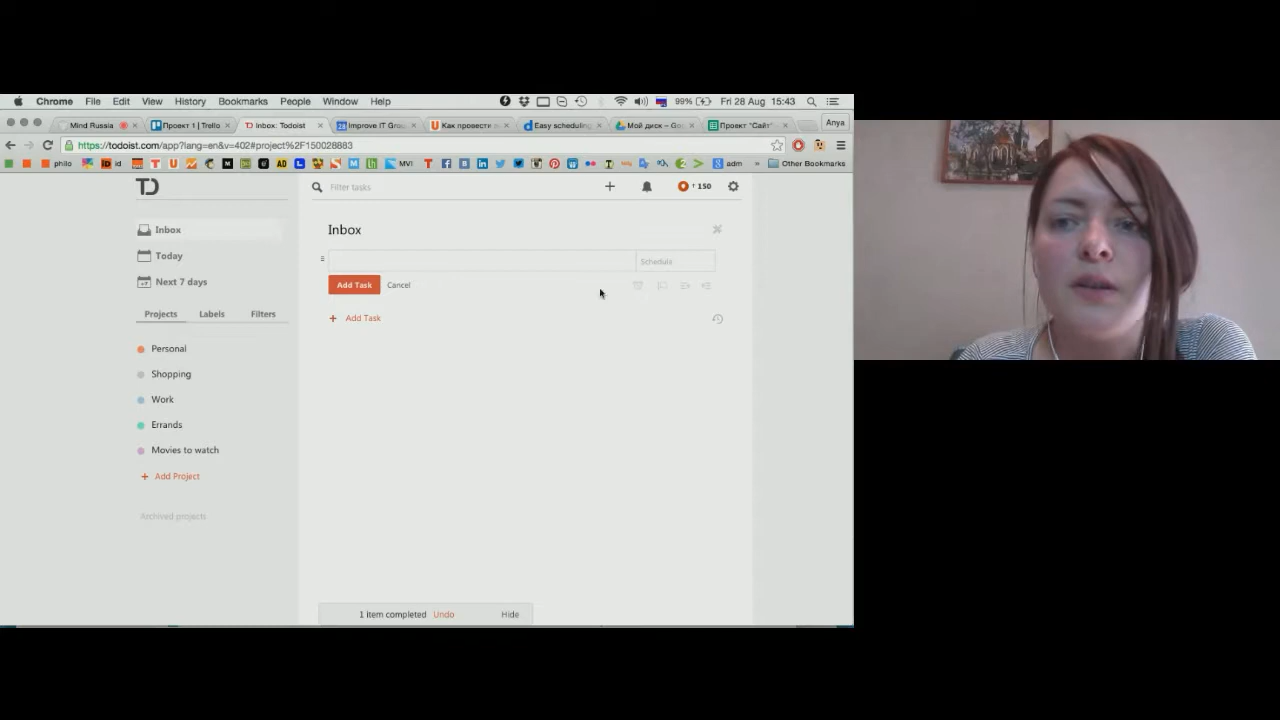 Chrome File Edit View History Bookmarks People Window Help 99% Fri 28 Aug 15:43
Mind Russia Проект 1 | Trello Inbox: Todoist Improve IT Grou Как провести Easy scheduling Мой диск – Goo Проект "Сайт" Anya
https://todoist.com/app?lang=en&v=402#project%2F150028883
philo id MVI adm » Other Bookmarks
TD Filter tasks + 150
Inbox
Today
Next 7 days
Projects Labels Filters
Personal
Shopping
Work
Errands
Movies to watch
+ Add Project
Archived projects
Inbox
Schedule
Add Task Cancel
+ Add Task
1 item completed Undo Hide